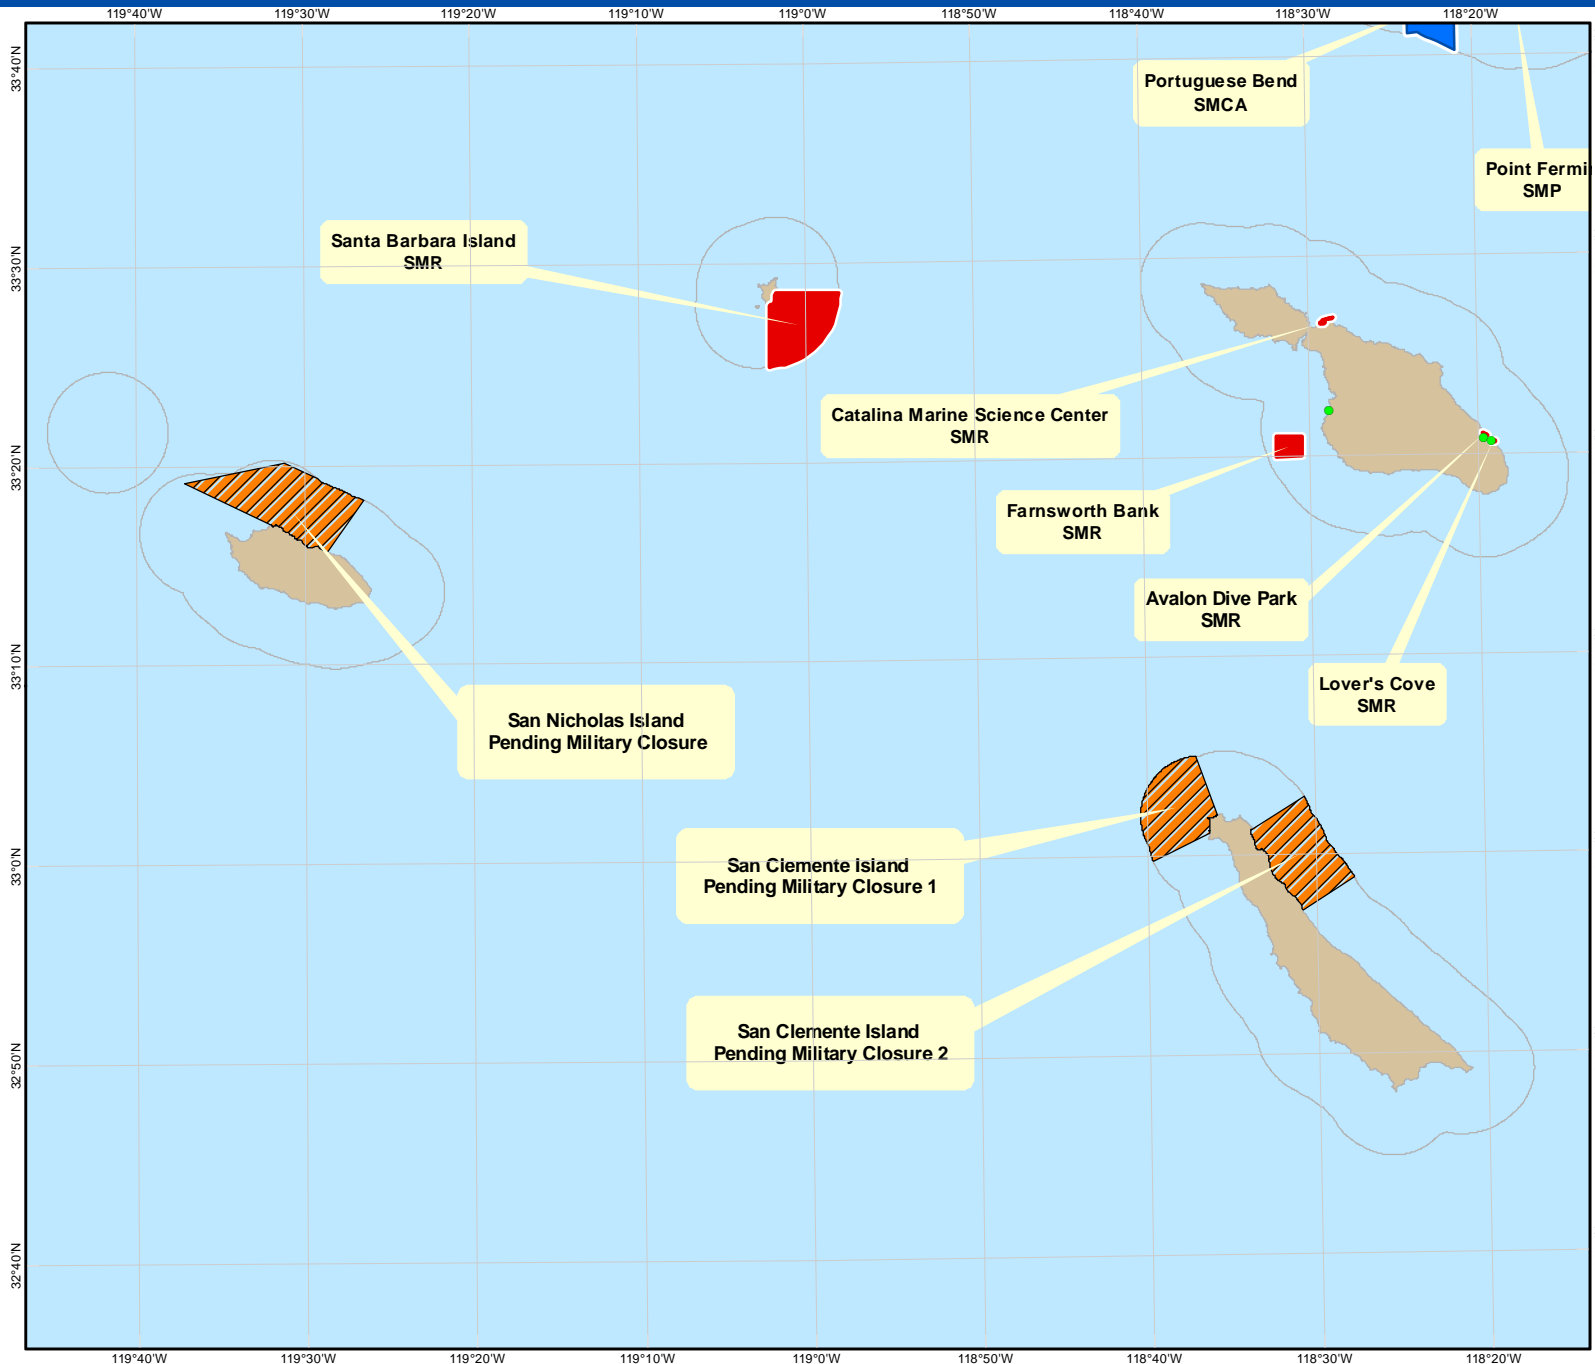 119°40'W 119°30'W 119°20'W 119°10'W 119°0'W 118°50'W 118°40'W 118°30'W 118°20'W
33°40'N
Portuguese Bend
SMCA
Point Fermi
SMP
Santa Barbara Island
SMR
33°30'N
Catalina Marine Science Center
SMR
33°20'N
Farnsworth Bank
SMR
Avalon Dive Park
SMR
33°10'N
Lover's Cove
SMR
San Nicholas Island
Pending Military Closure
33°0'N
San Clemente Island
Pending Military Closure 1
San Clemente Island
Pending Military Closure 2
32°50'N
32°40'N
119°40'W 119°30'W 119°20'W 119°10'W 119°0'W 118°50'W 118°40'W 118°30'W 118°20'W